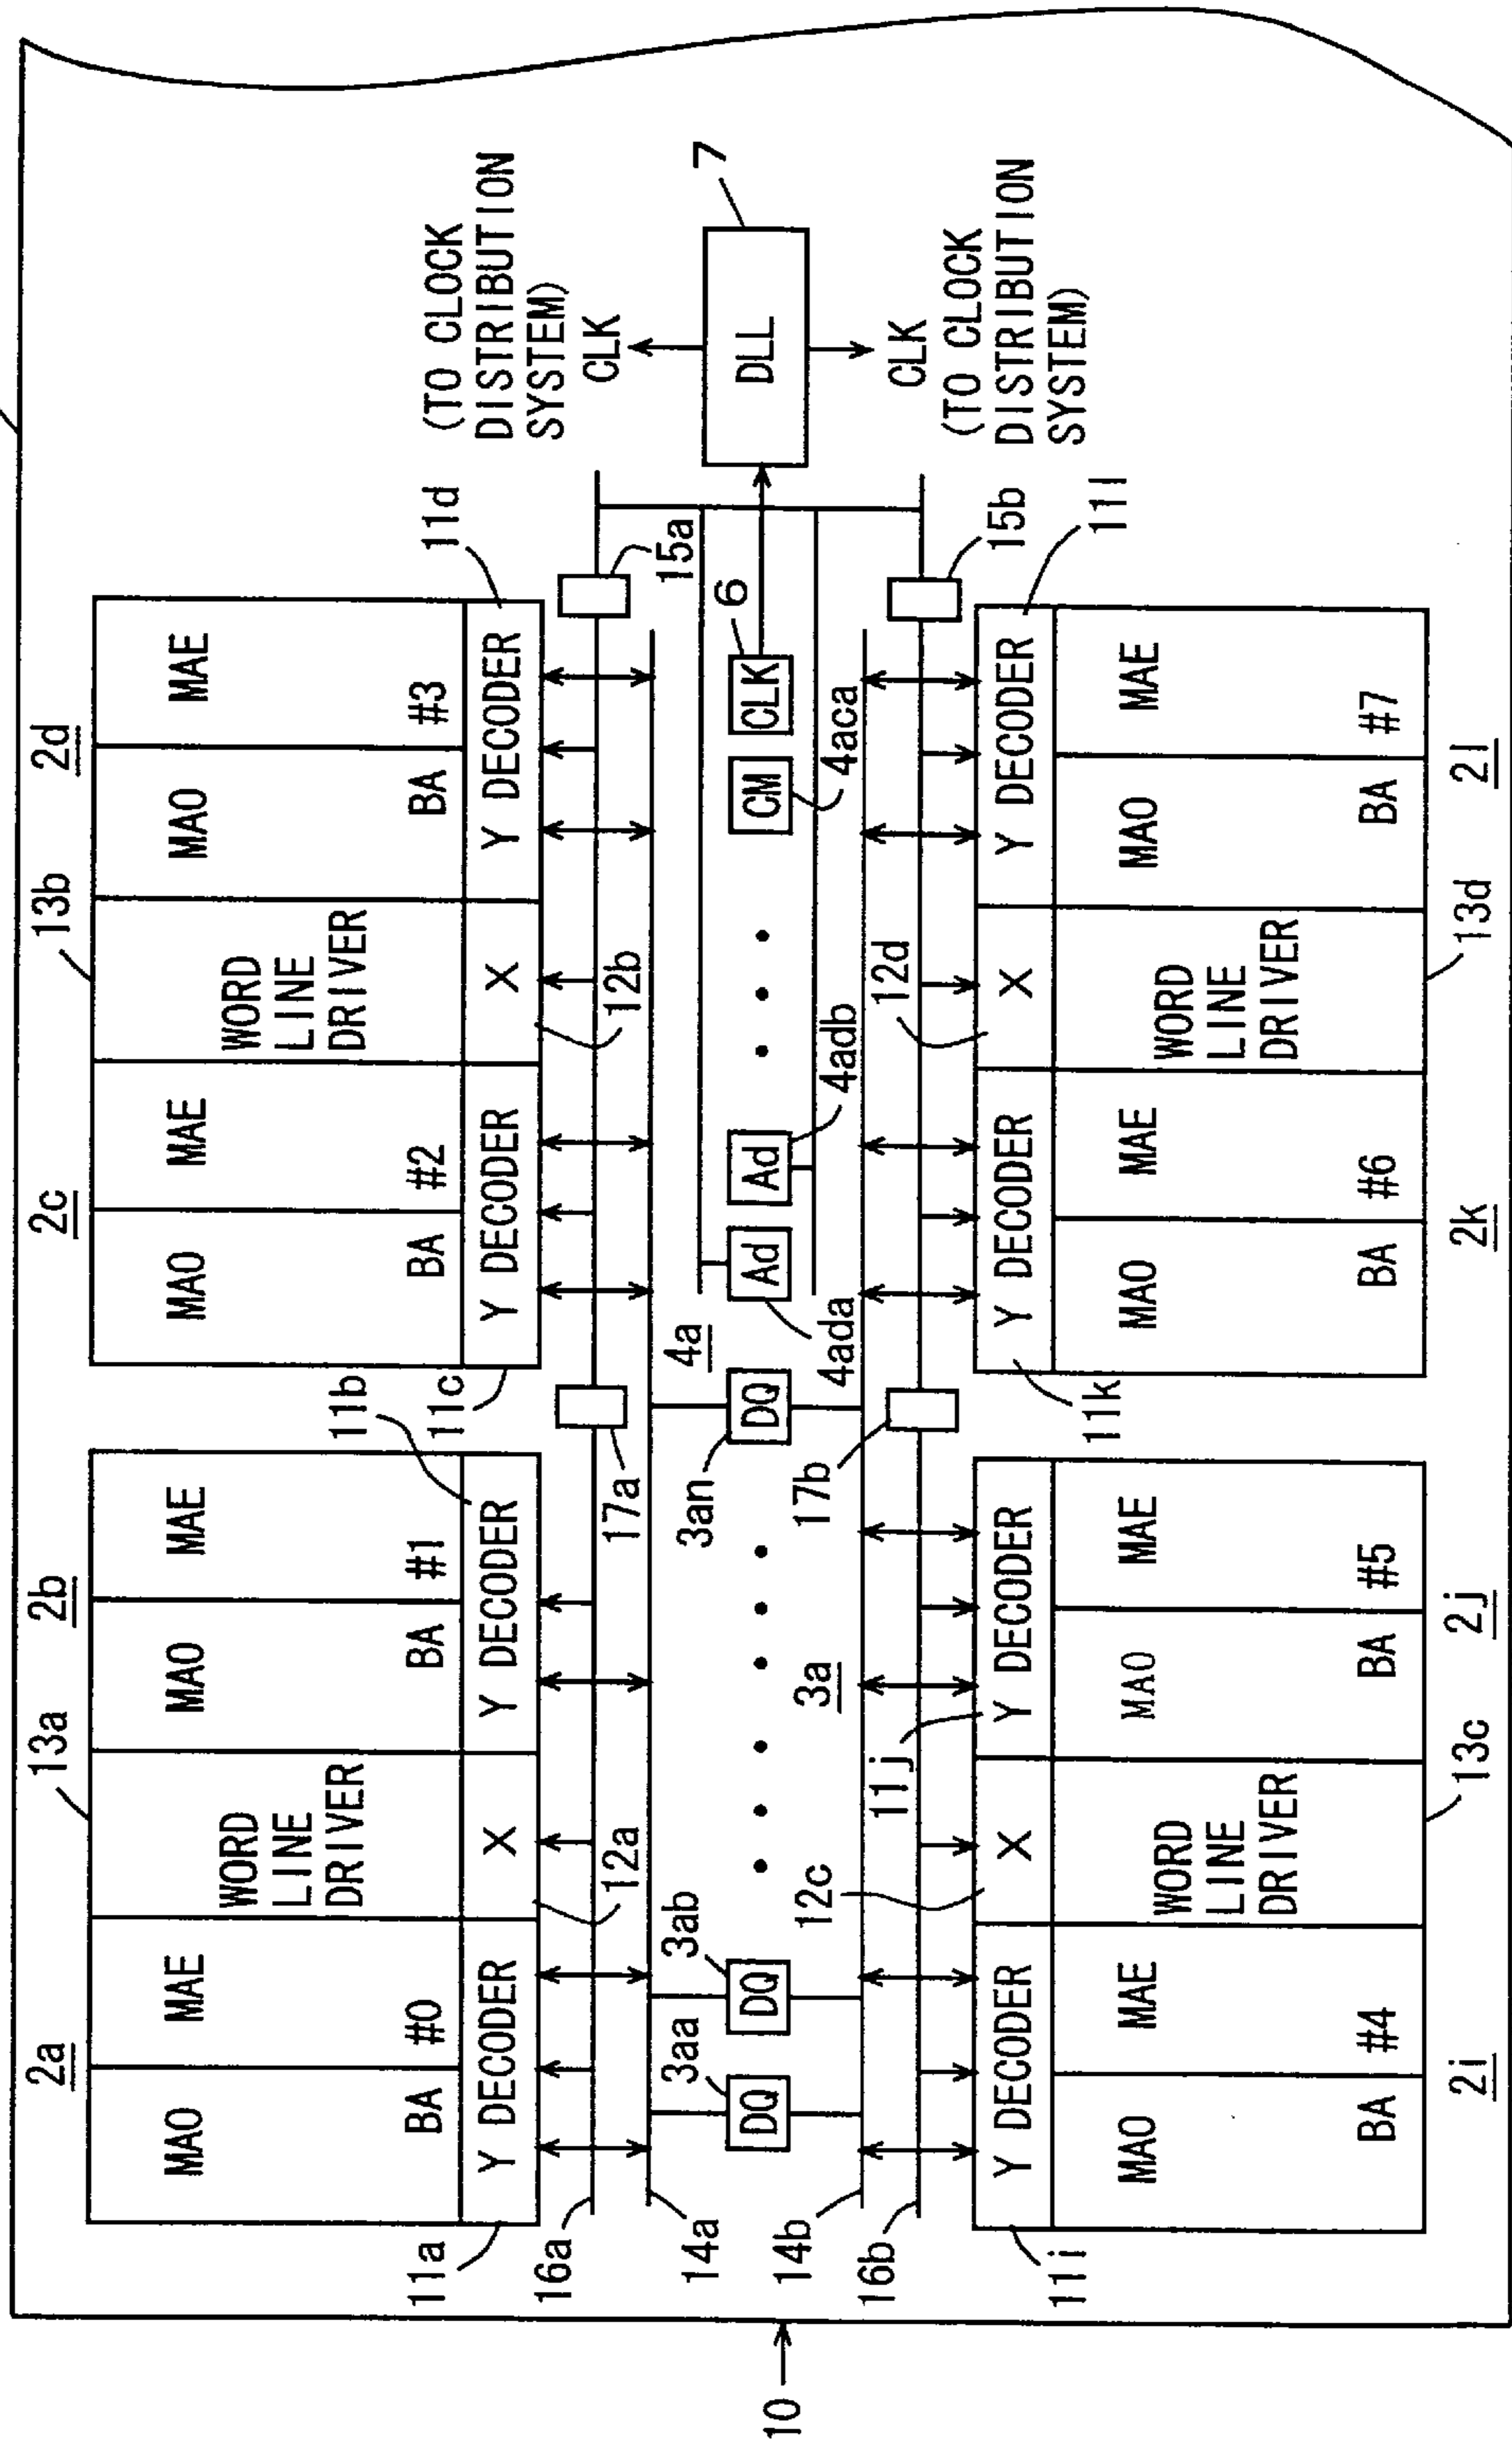 2a
13a
2b
2c
13b
2d
MAO
MAE
WORD
LINE
DRIVER
MAO
MAE
MAO
MAE
WORD
LINE
DRIVER
MAO
MAE
BA
#0
BA
#1
BA
#2
BA
#3
11a
Y DECODER
X
Y DECODER
11b
11c
Y DECODER
X
Y DECODER
11d
(TO CLOCK
DISTRIBUTION
SYSTEM)
CLK
16a
12a
17a
12b
15a
14a
3aa
3ab
3an
4a
6
7
DQ
DQ
DQ
Ad
Ad
CM
CLK
DLL
10
14b
12c
3a
17b
4ada
4adb
12d
4aca
15b
CLK
(TO CLOCK
DISTRIBUTION
SYSTEM)
16b
11j
11i
Y DECODER
X
Y DECODER
11k
Y DECODER
X
Y DECODER
11l
MAO
MAE
WORD
LINE
DRIVER
MAO
MAE
MAO
MAE
WORD
LINE
DRIVER
MAO
MAE
BA
#4
BA
#5
BA
#6
BA
#7
2i
13c
2j
2k
13d
2l